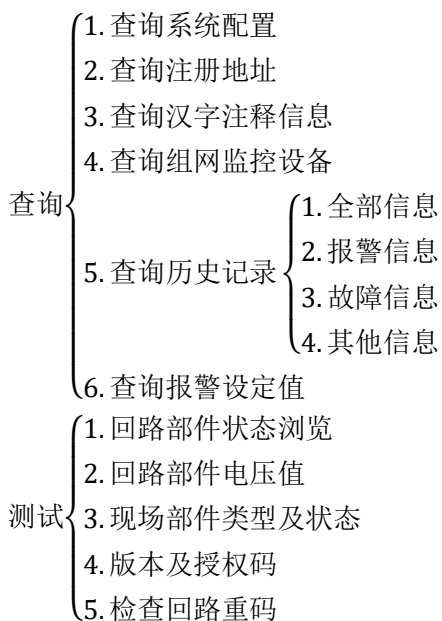 查询
1. 查询系统配置
2. 查询注册地址
3. 查询汉字注释信息
4. 查询组网监控设备
5. 查询历史记录
1. 全部信息
2. 报警信息
3. 故障信息
4. 其他信息
6. 查询报警设定值
测试
1. 回路部件状态浏览
2. 回路部件电压值
3. 现场部件类型及状态
4. 版本及授权码
5. 检查回路重码